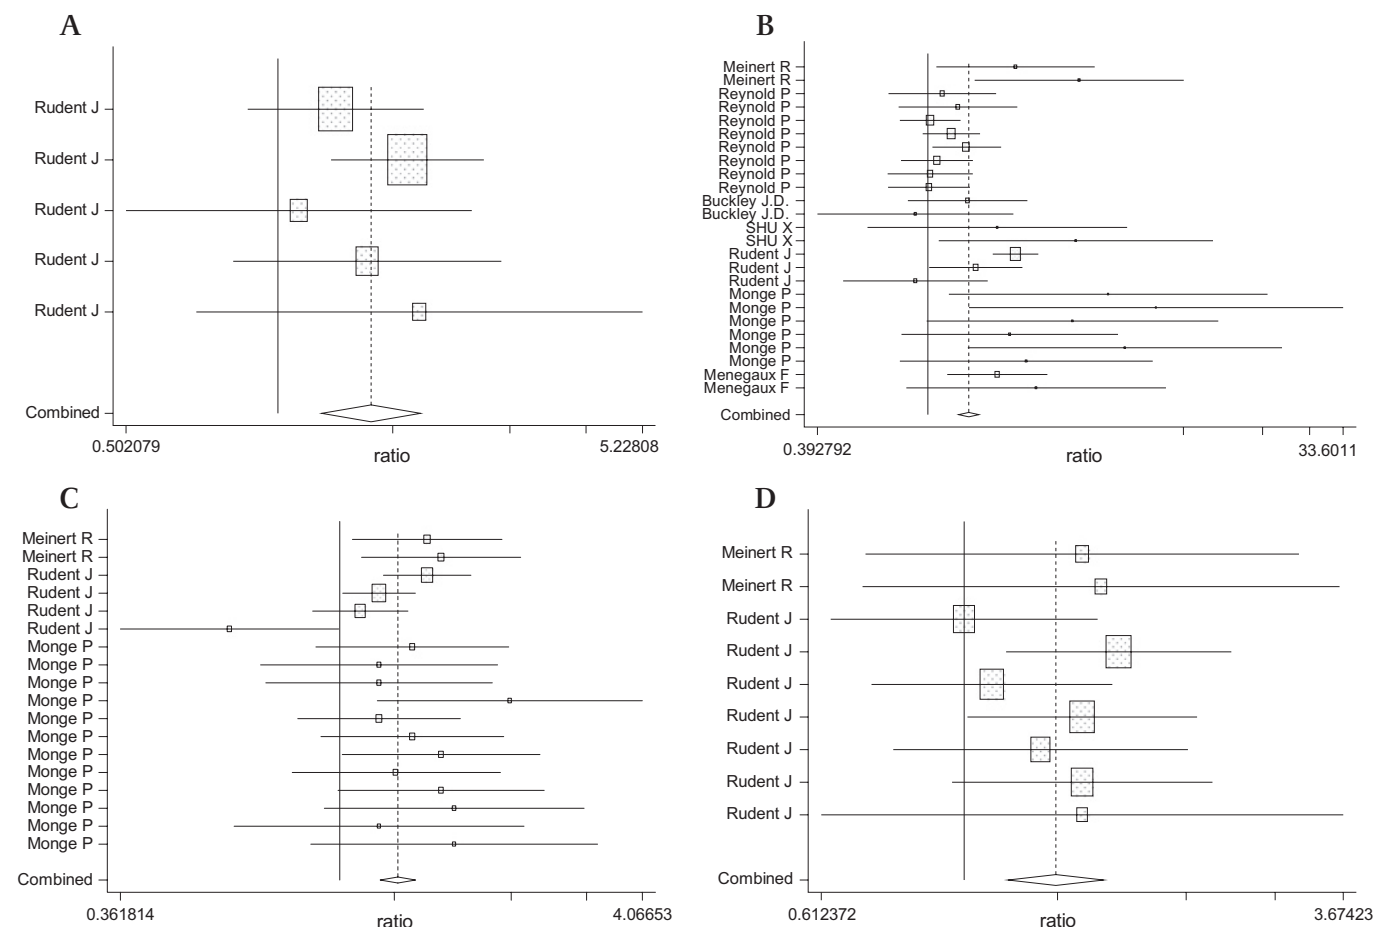 A
Rudent J
Rudent J
Rudent J
Rudent J
Rudent J
Combined
0.502079
5.22808
ratio
B
Meinert R
Meinert R
Reynold P
Reynold P
Reynold P
Reynold P
Reynold P
Reynold P
Reynold P
Reynold P
Buckley J.D.
Buckley J.D.
SHU X
SHU X
Rudent J
Rudent J
Rudent J
Monge P
Monge P
Monge P
Monge P
Monge P
Monge P
Menegaux F
Menegaux F
Combined
0.392792
33.6011
ratio
C
Meinert R
Meinert R
Rudent J
Rudent J
Rudent J
Rudent J
Monge P
Monge P
Monge P
Monge P
Monge P
Monge P
Monge P
Monge P
Monge P
Monge P
Monge P
Monge P
Combined
0.361814
4.06653
ratio
D
Meinert R
Meinert R
Rudent J
Rudent J
Rudent J
Rudent J
Rudent J
Rudent J
Rudent J
Combined
0.612372
3.67423
ratio